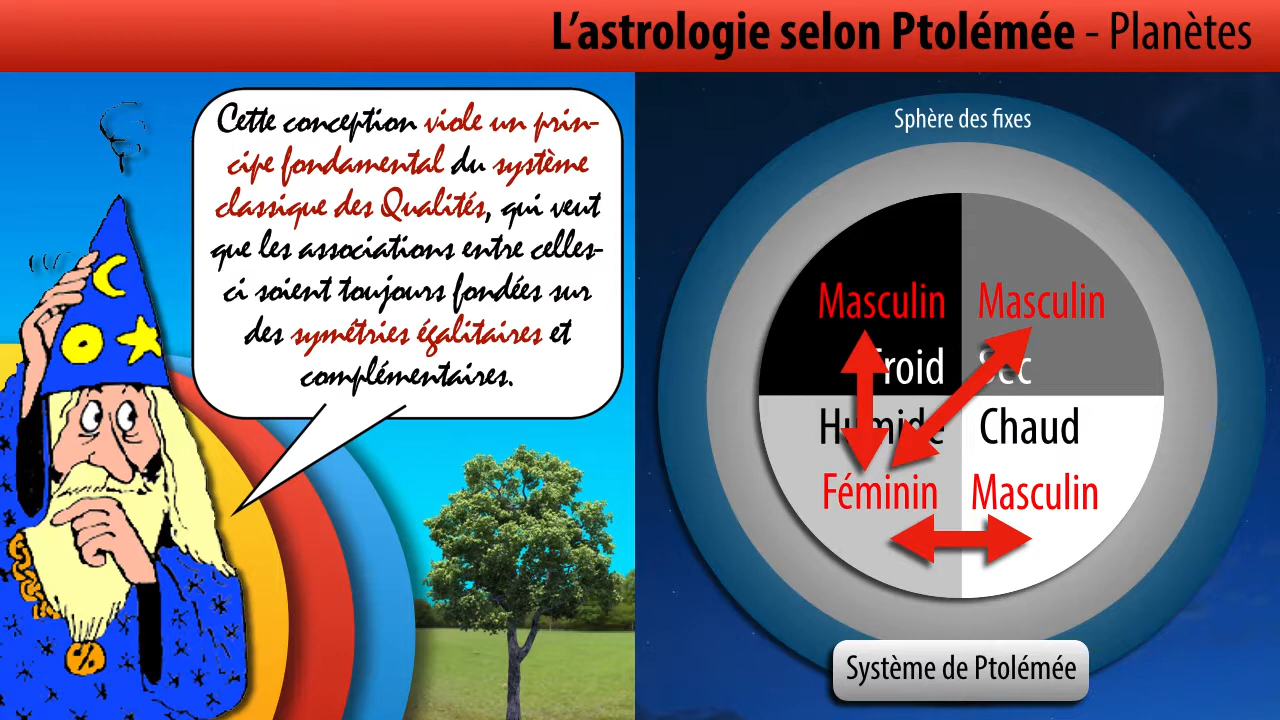 L’astrologie selon Ptolémée - Planètes
Cette conception viole un prin-
cipe fondamental du système
classique des Qualités, qui veut
que les associations entre celles-
ci soient toujours fondées sur
des symétries égalitaires et
complémentaires.
Sphère des fixes
Masculin Masculin
Froid Sec
Humide Chaud
Féminin Masculin
Système de Ptolémée